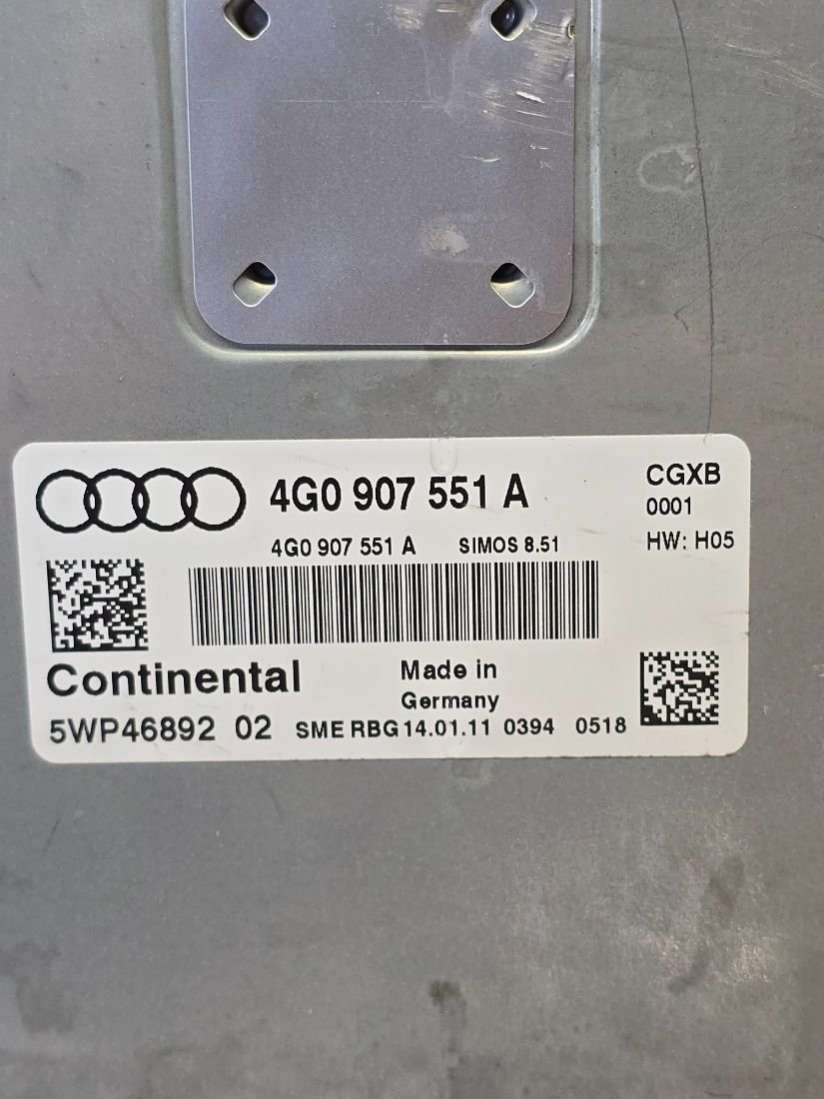 4G0 907 551 A
CGXB
0001
4G0 907 551 A SIMOS 8.51
HW: H05
Continental
Made in
Germany
5WP46892 02 SME RBG 14.01.11 0394 0518